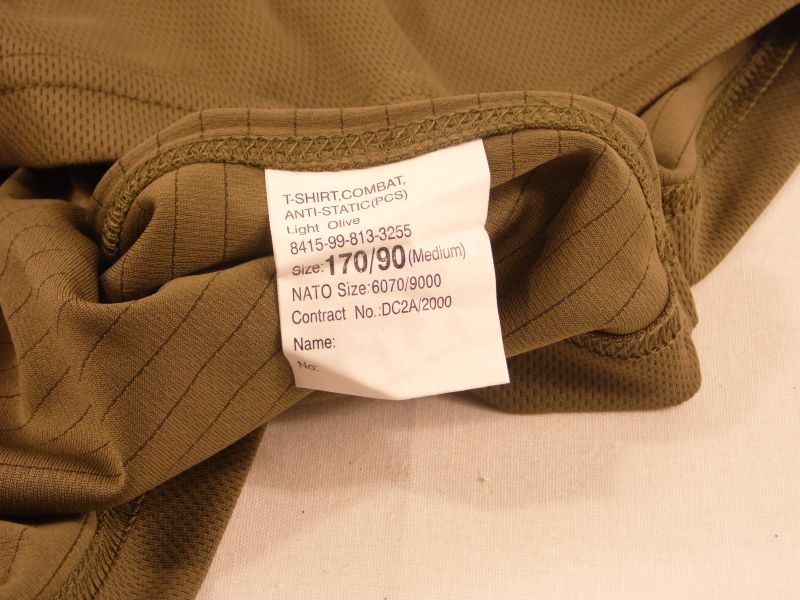 T-SHIRT,COMBAT,
ANTI-STATIC(PCS)
Light Olive
8415-99-813-3255
Size:170/90(Medium)
NATO Size:6070/9000
Contract No.:DC2A/2000
Name:
No: